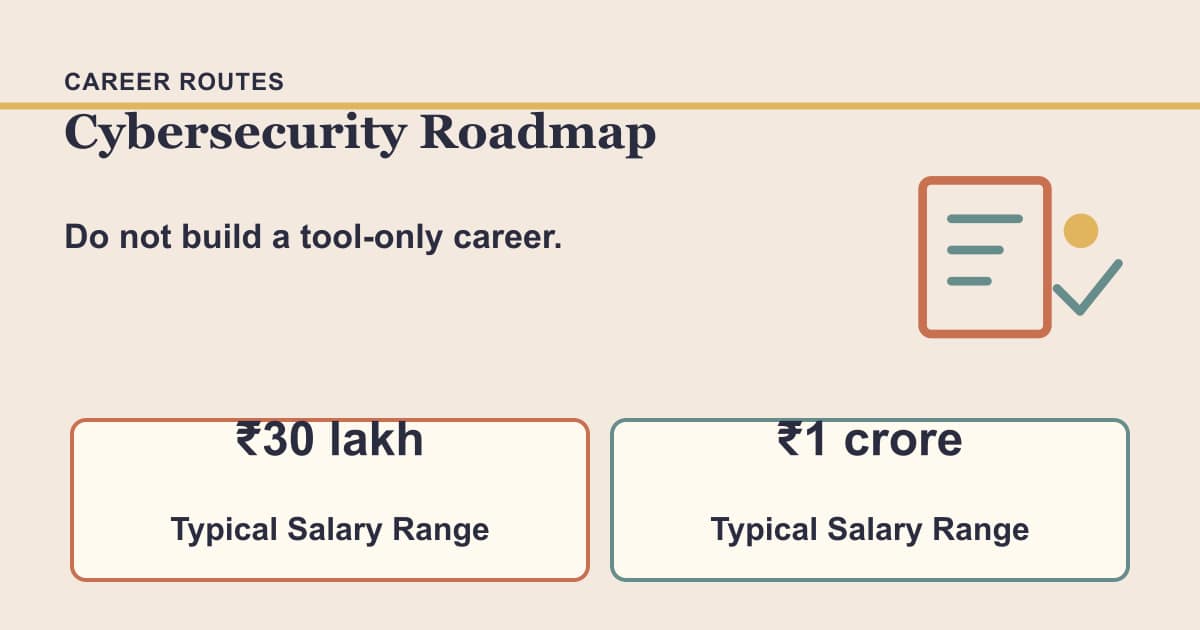 CAREER ROUTES
Cybersecurity Roadmap
Do not build a tool-only career.
₹30 lakh
Typical Salary Range
₹1 crore
Typical Salary Range